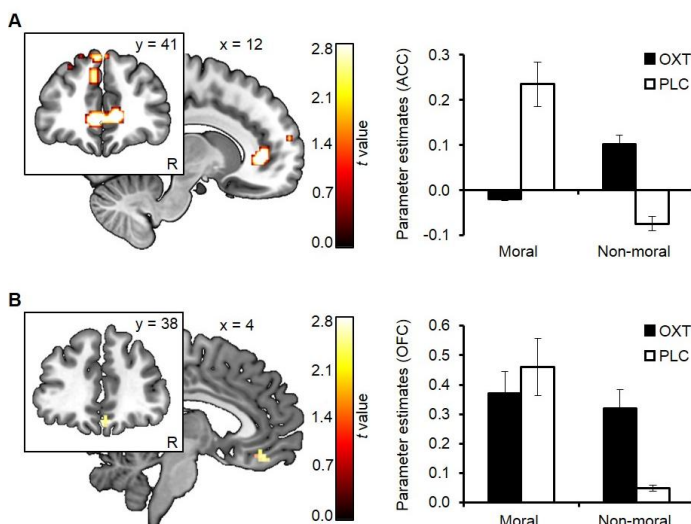 A
y = 41
x = 12
R
2.8
2.1
1.4
0.7
0.0
t value
Parameter estimates (ACC)
0.3
0.2
0.1
0.0
-0.1
OXT
PLC
Moral
Non-moral
B
y = 38
x = 4
R
2.8
2.1
1.4
0.7
0.0
t value
Parameter estimates (OFC)
0.6
0.5
0.4
0.3
0.2
0.1
0.0
OXT
PLC
Moral
Non-moral